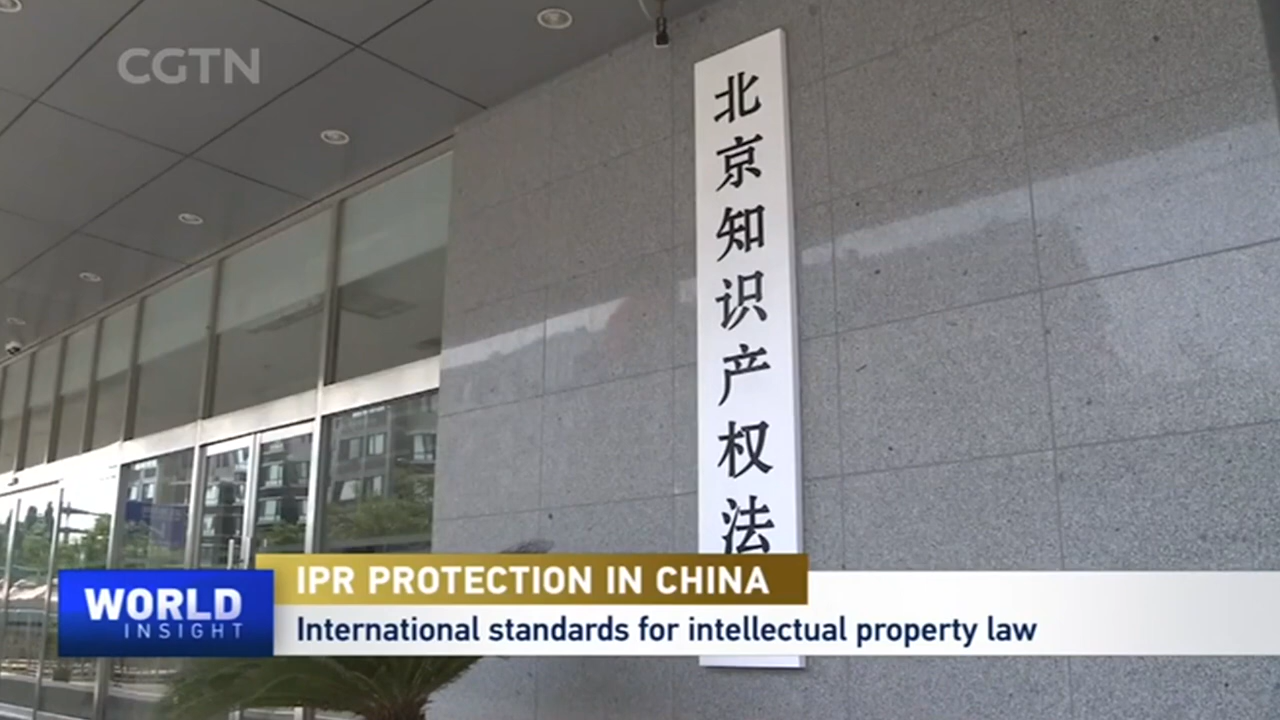 CGTN
北京知识产权法
IPR PROTECTION IN CHINA
WORLD
INSIGHT
International standards for intellectual property law